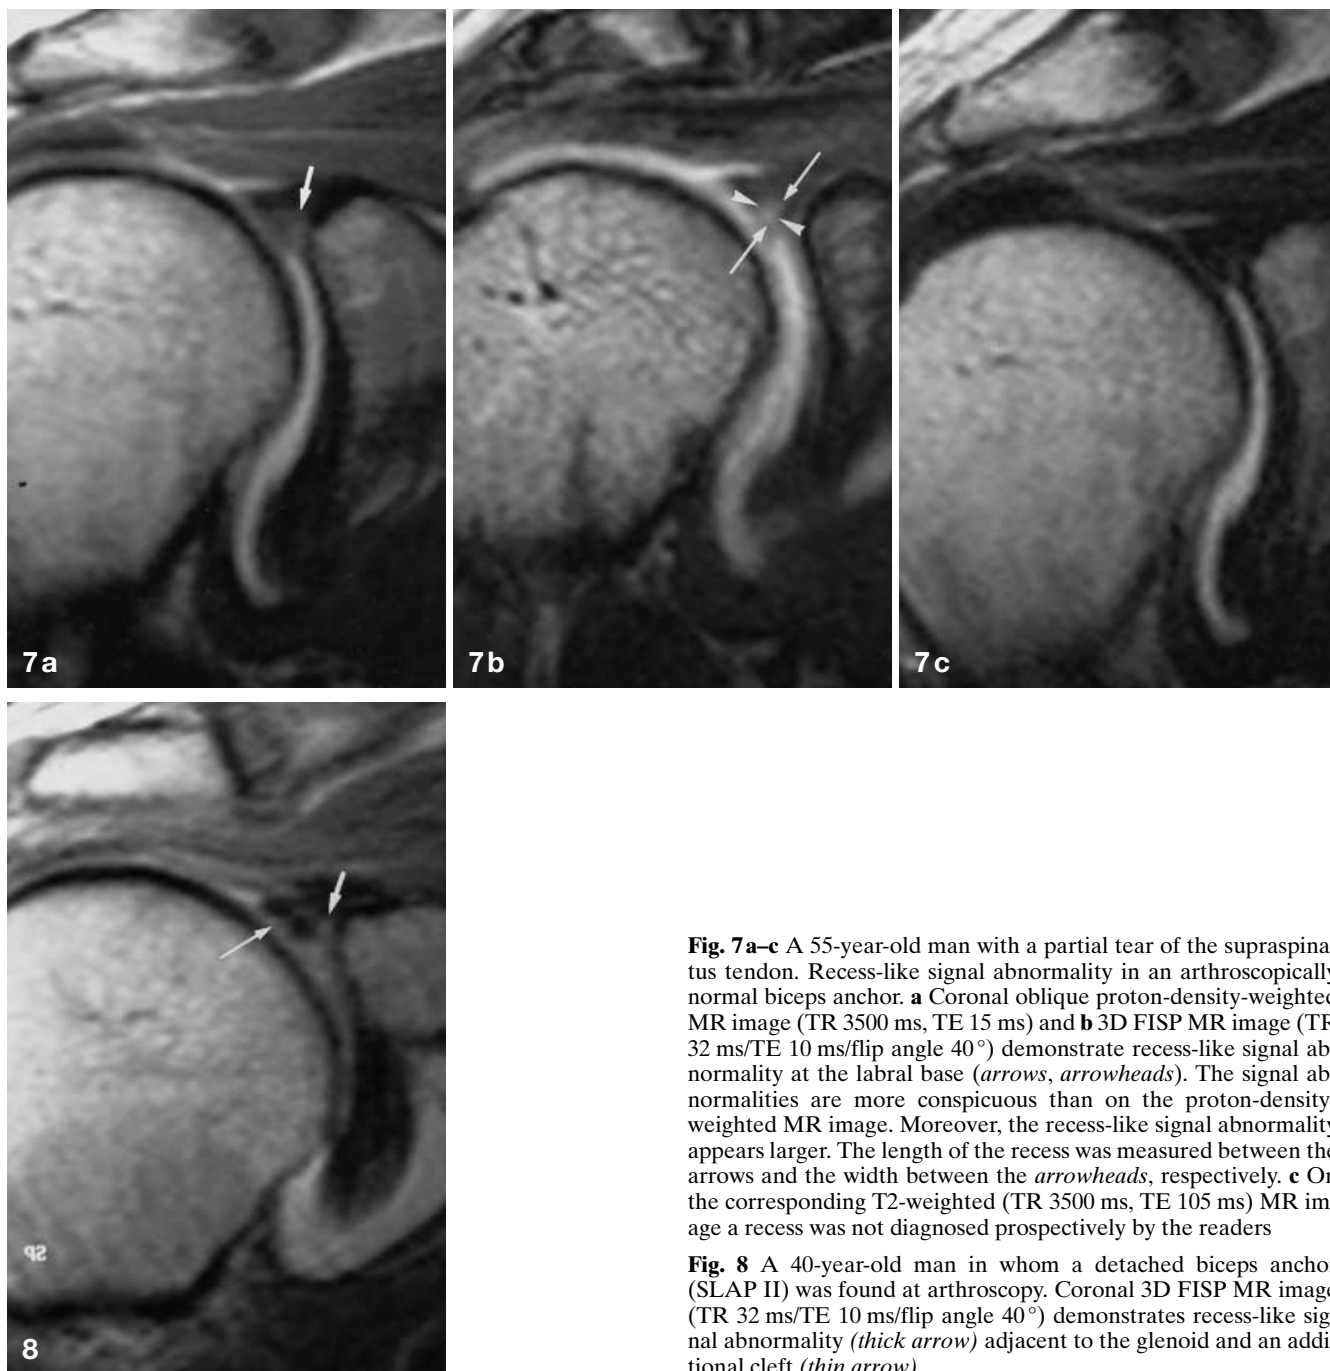 7a
7b
7c
8
Fig. 7a–c A 55-year-old man with a partial tear of the supraspina
tus tendon. Recess-like signal abnormality in an arthroscopically
normal biceps anchor. a Coronal oblique proton-density-weighted
MR image (TR 3500 ms, TE 15 ms) and b 3D FISP MR image (TR
32 ms/TE 10 ms/flip angle 40°) demonstrate recess-like signal ab
normality at the labral base (arrows, arrowheads). The signal ab
normalities are more conspicuous than on the proton-density
weighted MR image. Moreover, the recess-like signal abnormality
appears larger. The length of the recess was measured between the
arrows and the width between the arrowheads, respectively. c On
the corresponding T2-weighted (TR 3500 ms, TE 105 ms) MR im
age a recess was not diagnosed prospectively by the readers
Fig. 8 A 40-year-old man in whom a detached biceps ancho
(SLAP II) was found at arthroscopy. Coronal 3D FISP MR image
(TR 32 ms/TE 10 ms/flip angle 40°) demonstrates recess-like sig
nal abnormality (thick arrow) adjacent to the glenoid and an addi
tional cleft (thin arrow)